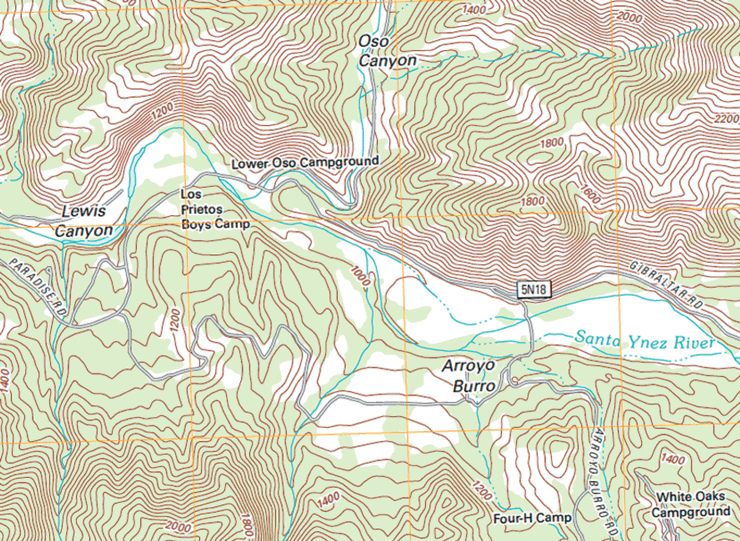 1400
2000
Oso
Canyon
1200
2200
1800
Lower Oso Campground
1600
Los
Prietos
Boys Camp
1800
Lewis
Canyon
PARADISE RD
1000
GIBRALTAR RD
5N18
1200
Santa Ynez River
Arroyo
Burro
1400
ARROYO BURRO RD
1400
1200
1400
White Oaks
Campground
Four-H Camp
2000
1800